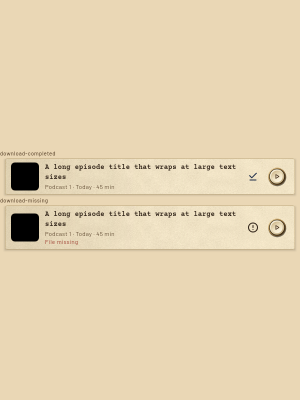 download-completed
A long episode title that wraps at large text
sizes
Podcast 1 · Today · 45 min
download-missing
A long episode title that wraps at large text
sizes
Podcast 1 · Today · 45 min
File missing